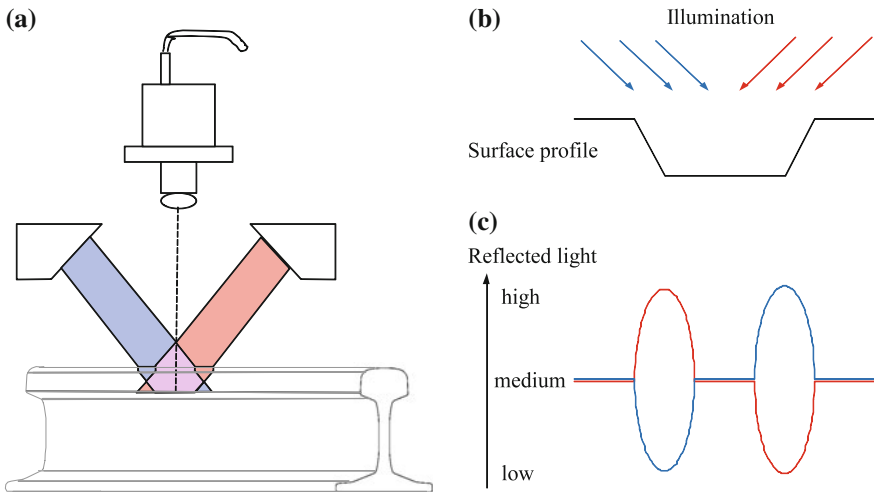 (a)
(b)
Illumination
Surface profile
(c)
Reflected light
high
medium
low